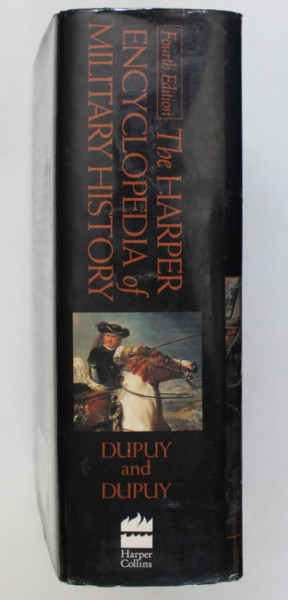 Fourth Edition
The HARPER
ENCYCLOPEDIA of
MILITARY HISTORY
DUPUY
and
DUPUY
Harper
Collins